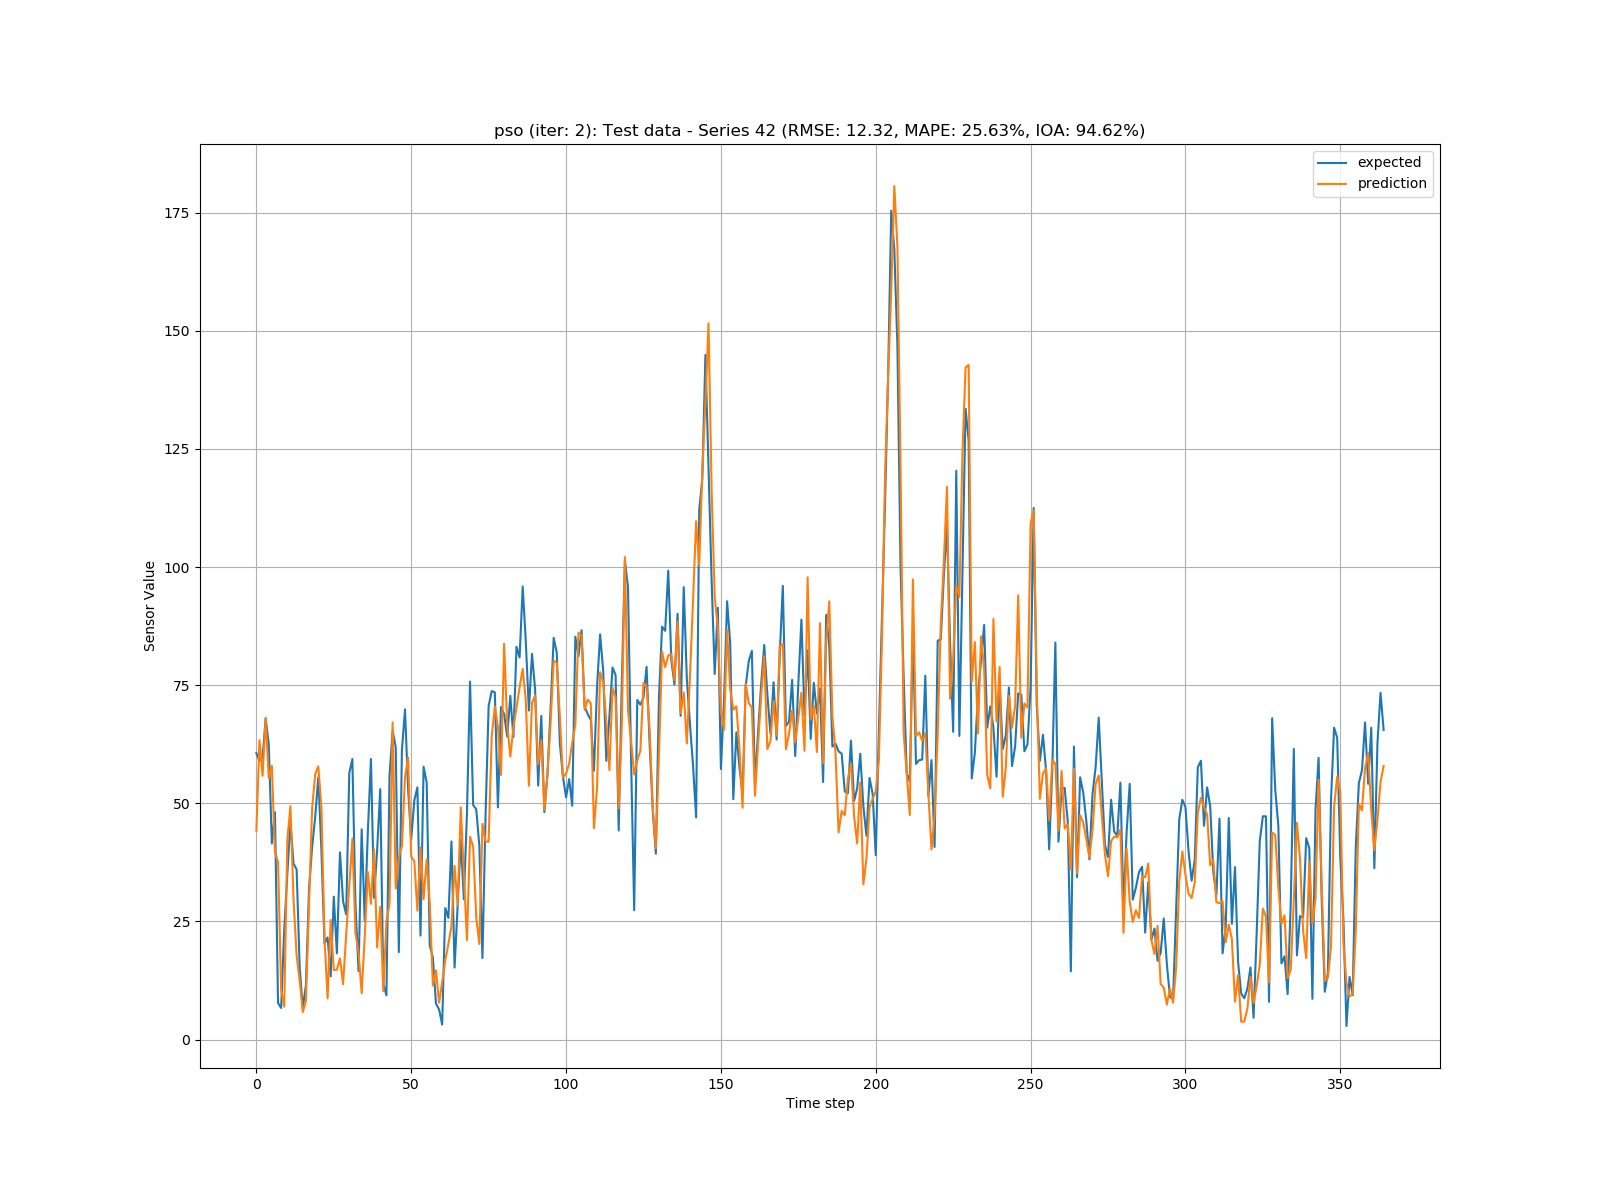 pso (iter: 2): Test data - Series 42 (RMSE: 12.32, MAPE: 25.63%, IOA: 94.62%)
expected
prediction
175
150
125
100
75
50
25
0
Sensor Value
0 50 100 150 200 250 300 350
Time step